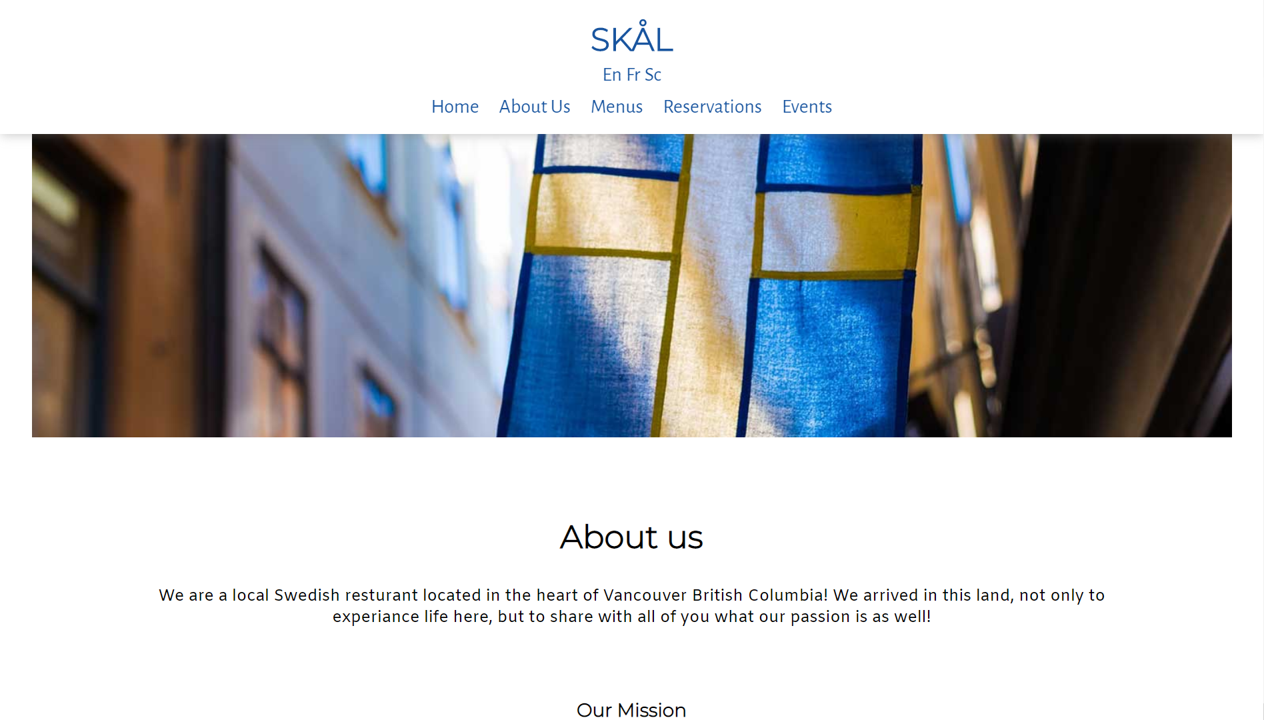 SKÅL
En Fr Sc
Home About Us Menus Reservations Events
About us
We are a local Swedish resturant located in the heart of Vancouver British Columbia! We arrived in this land, not only to
experiance life here, but to share with all of you what our passion is as well!
Our Mission